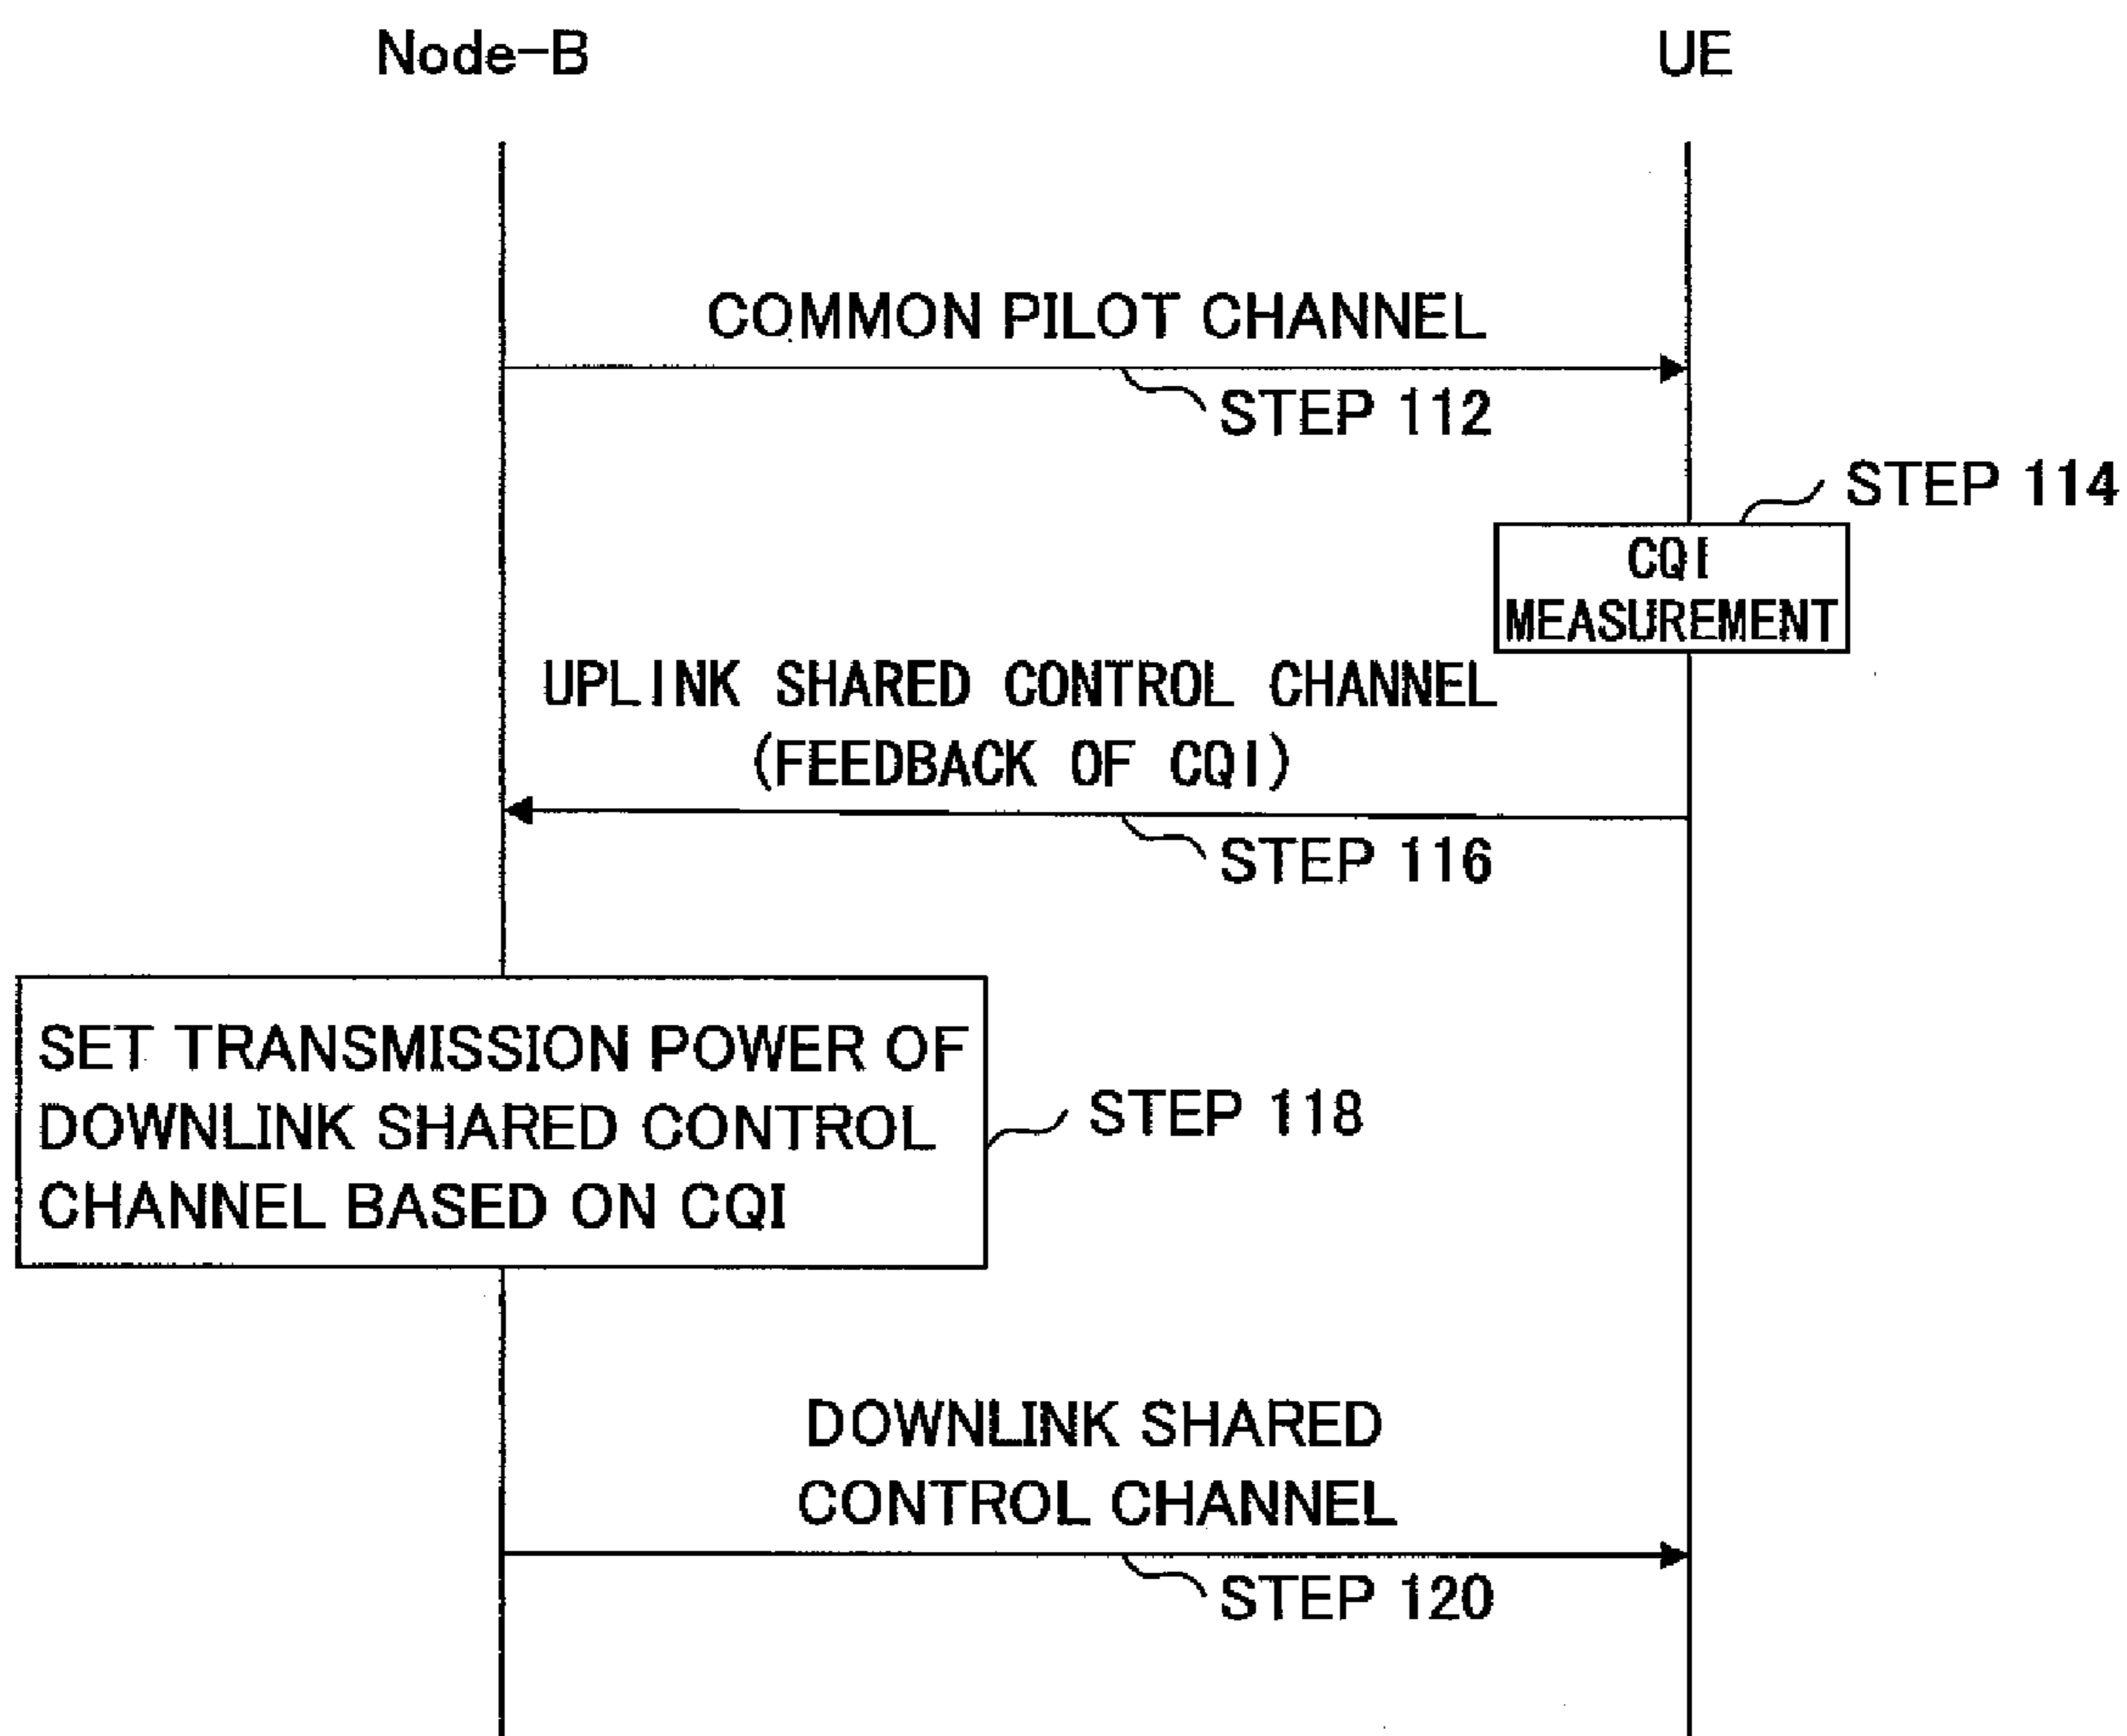 Node-B
UE
COMMON PILOT CHANNEL
STEP 112
STEP 114
CQI
MEASUREMENT
UPLINK SHARED CONTROL CHANNEL
(FEEDBACK OF CQI)
STEP 116
SET TRANSMISSION POWER OF
DOWNLINK SHARED CONTROL
CHANNEL BASED ON CQI
STEP 118
DOWNLINK SHARED
CONTROL CHANNEL
STEP 120